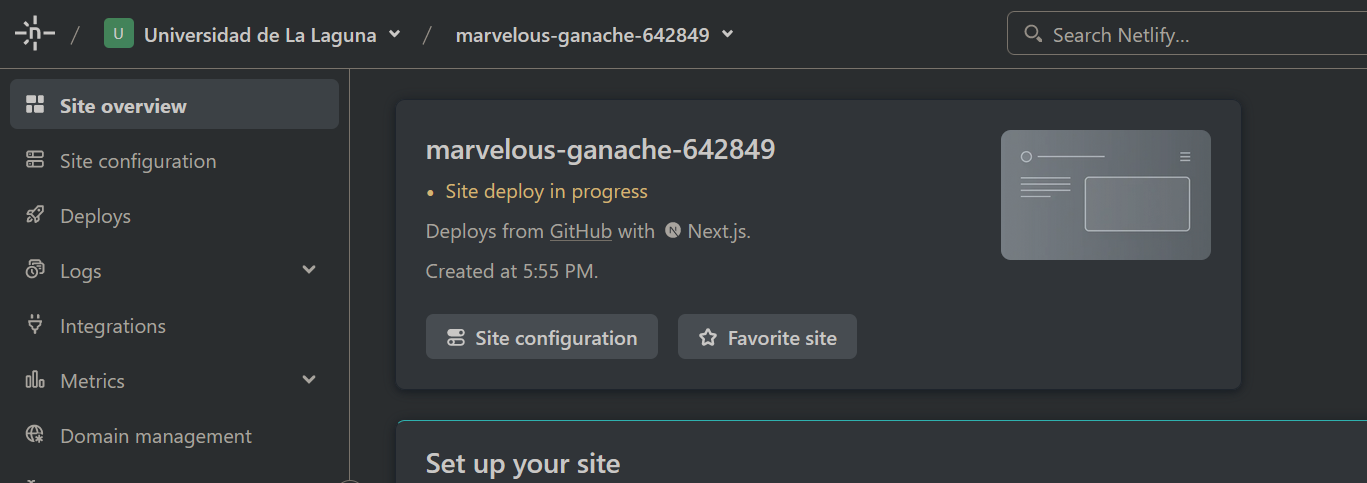 n / U Universidad de La Laguna / marvelous-ganache-642849
Search Netlify...
Site overview
Site configuration
Deploys
Logs
Integrations
Metrics
Domain management
marvelous-ganache-642849
• Site deploy in progress
Deploys from GitHub with N Next.js.
Created at 5:55 PM.
Site configuration
Favorite site
Set up your site